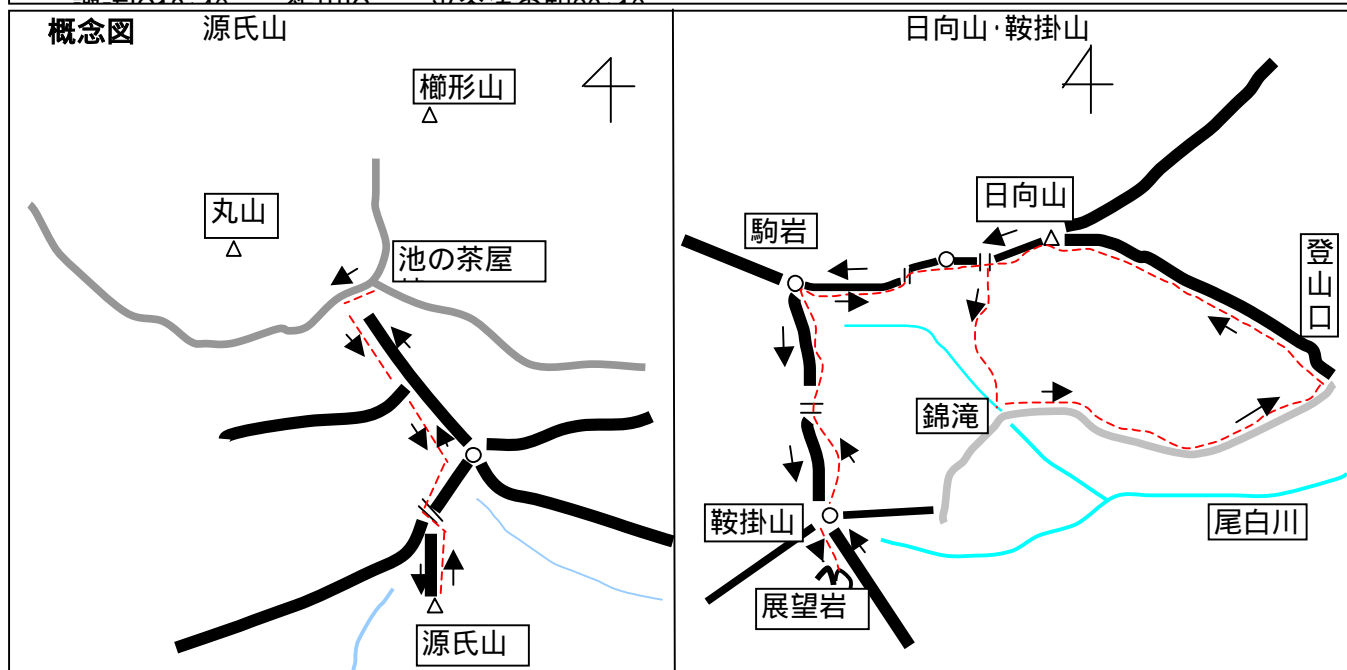 概念図 源氏山
櫛形山
丸山
池の茶屋
源氏山
日向山・鞍掛山
日向山
駒岩
登山口
錦滝
鞍掛山
尾白川
展望岩